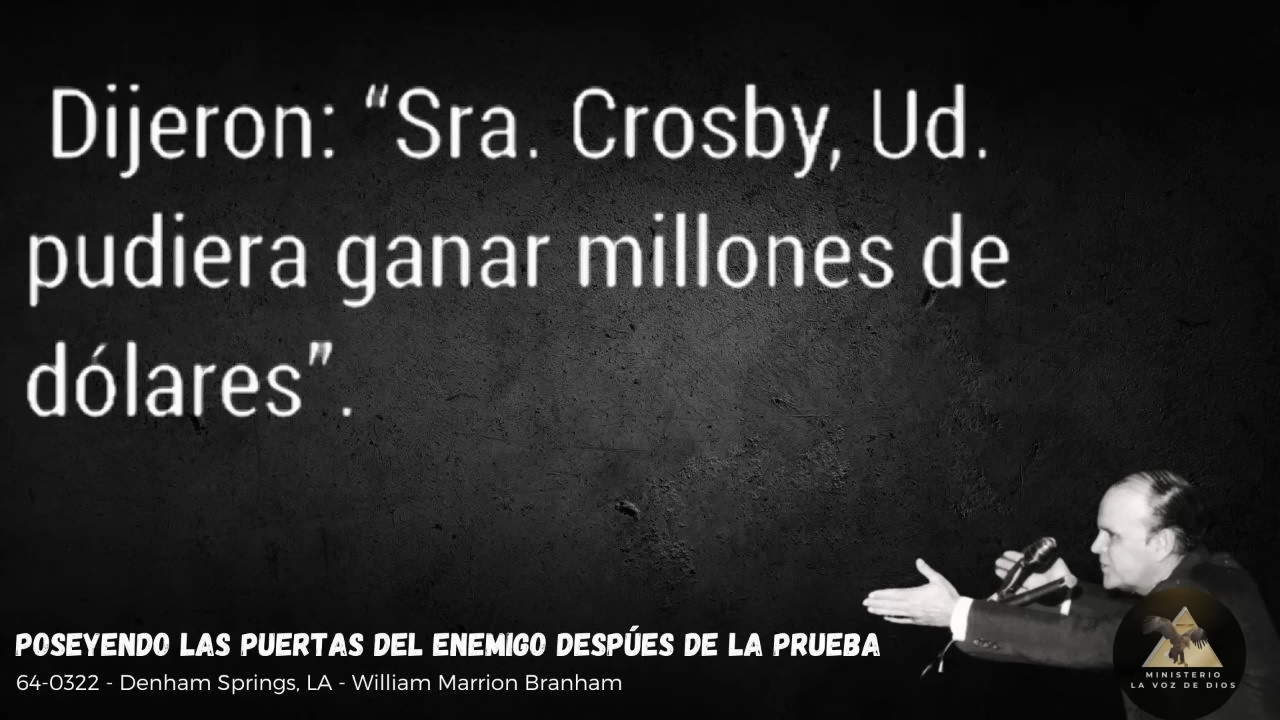 Dijeron: “Sra. Crosby, Ud.
pudiera ganar millones de
dólares”.
POSEYENDO LAS PUERTAS DEL ENEMIGO DESPÚES DE LA PRUEBA
64-0322 - Denham Springs, LA - William Marrion Branham
MINISTERIO
LA VOZ DE DIOS